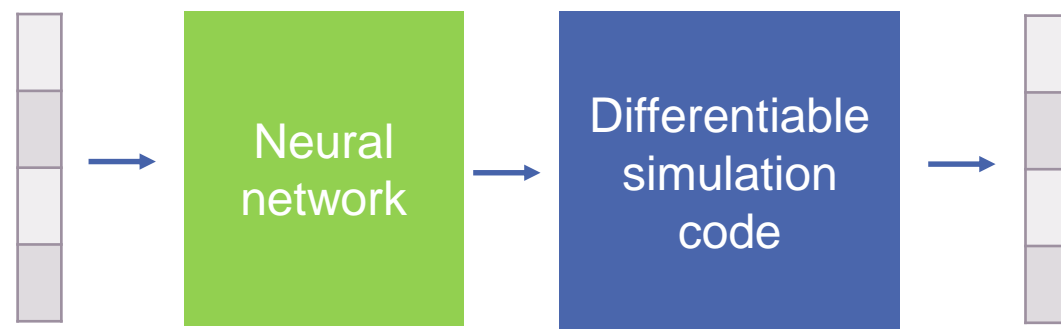 Neural
network
Differentiable
simulation
code